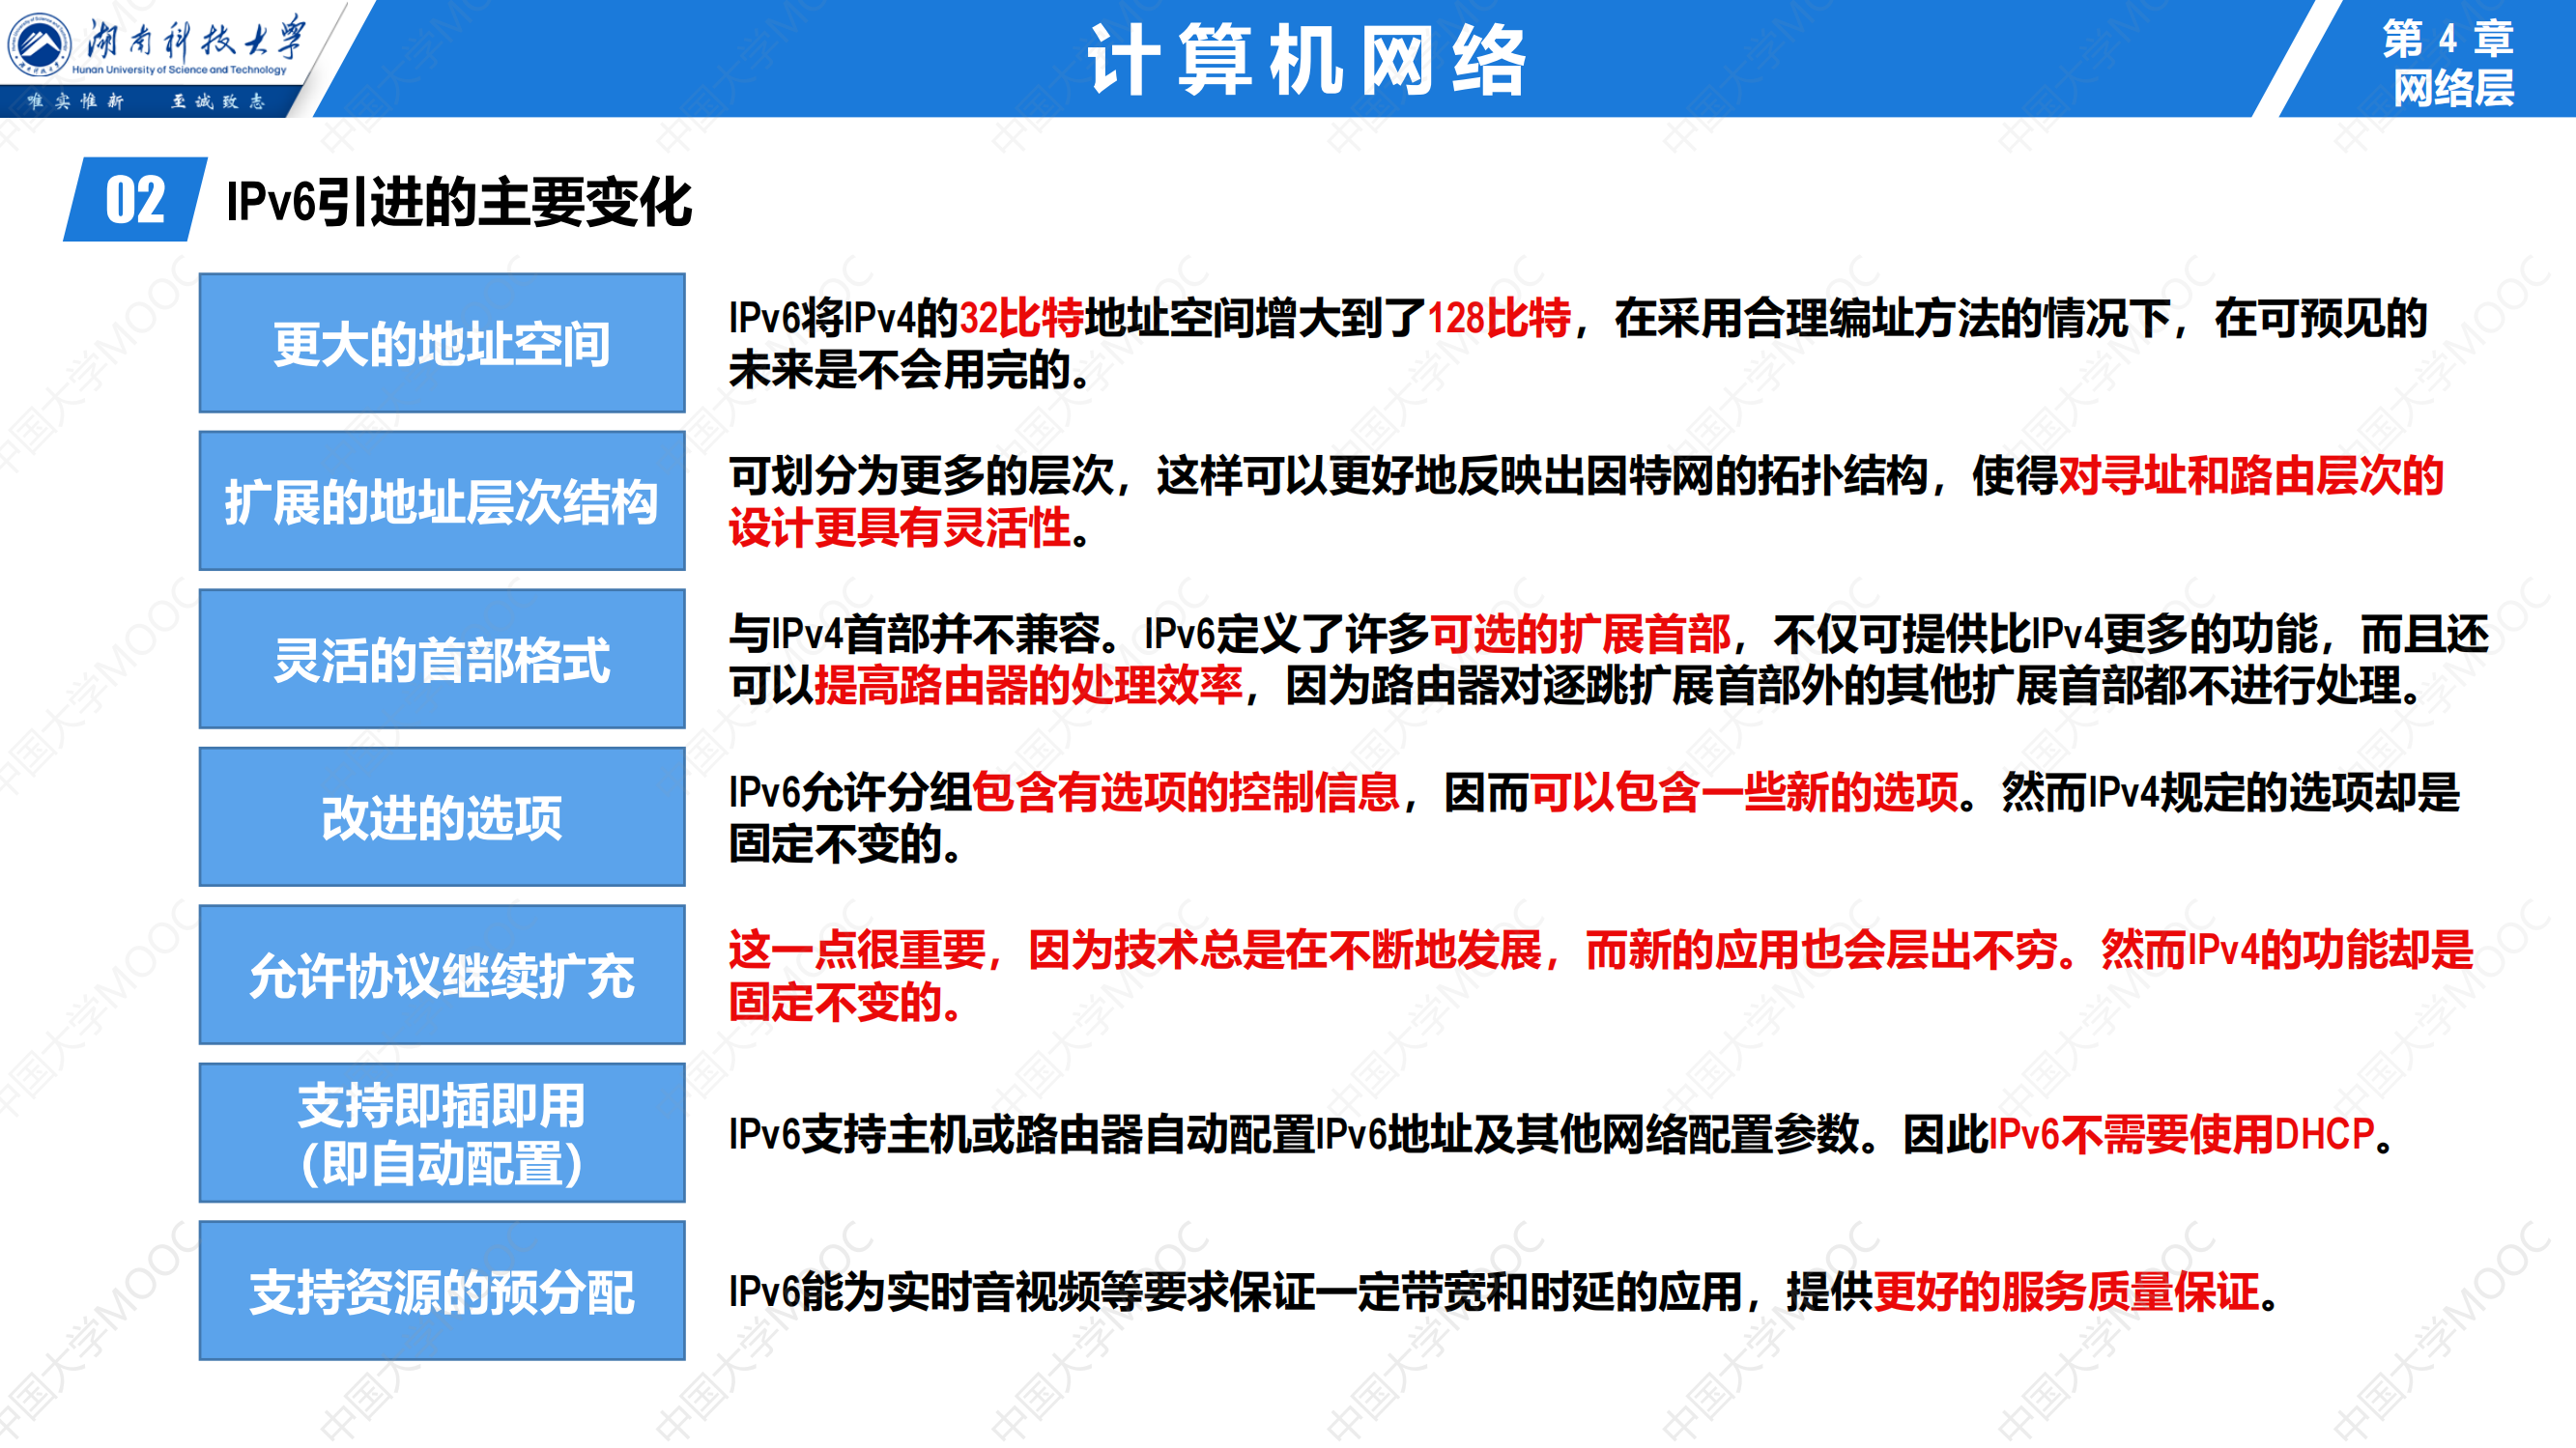 湖南科技大学
Hunan University of Science and Technology
唯实惟新 至诚致志
计算机网络
第 4 章
网络层
02
IPv6引进的主要变化
更大的地址空间
IPv6将IPv4的32比特地址空间增大到了128比特，在采用合理编址方法的情况下，在可预见的
未来是不会用完的。
扩展的地址层次结构
可划分为更多的层次，这样可以更好地反映出因特网的拓扑结构，使得对寻址和路由层次的
设计更具有灵活性。
灵活的首部格式
与IPv4首部并不兼容。IPv6定义了许多可选的扩展首部，不仅可提供比IPv4更多的功能，而且还
可以提高路由器的处理效率，因为路由器对逐跳扩展首部外的其他扩展首部都不进行处理。
改进的选项
IPv6允许分组包含有选项的控制信息，因而可以包含一些新的选项。然而IPv4规定的选项却是
固定不变的。
允许协议继续扩充
这一点很重要，因为技术总是在不断地发展，而新的应用也会层出不穷。然而IPv4的功能却是
固定不变的。
支持即插即用
（即自动配置）
IPv6支持主机或路由器自动配置IPv6地址及其他网络配置参数。因此IPv6不需要使用DHCP。
支持资源的预分配
IPv6能为实时音视频等要求保证一定带宽和时延的应用，提供更好的服务质量保证。
中国大学MOOC